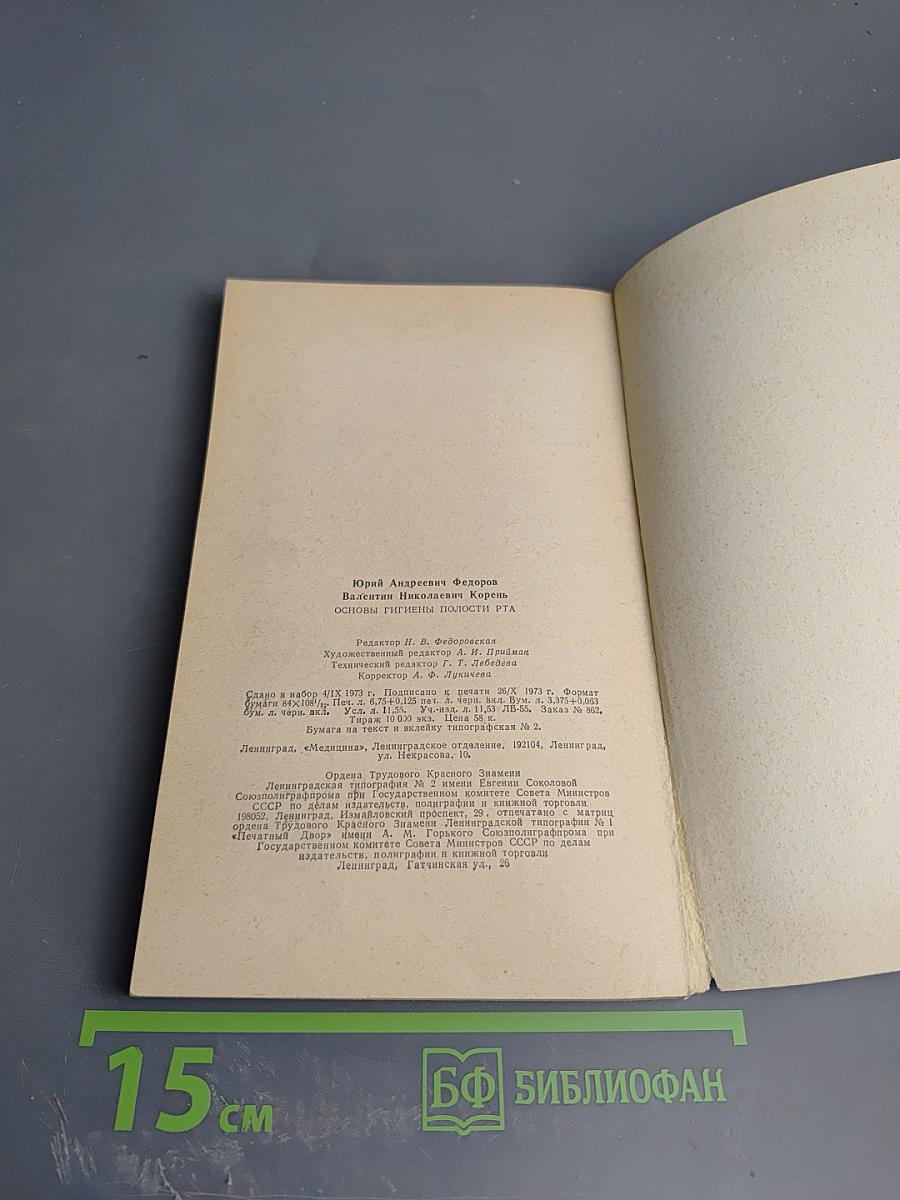 Юрий Андреевич Федоров
Валентин Николаевич Корень
ОСНОВЫ ГИГИЕНЫ ПОЛОСТИ РТА
Редактор Н. В. Федоровская
Художественный редактор А. И. Приймак
Технический редактор Г. Т. Лебедева
Корректор А. Ф. Лукичева
Сдано в набор 4/IX 1973 г. Подписано к печати 26/X 1973 г. Формат
бумаги 84×108¹/₃₂. Печ. л. 6,75+0,125 печ. л. черн. вкл. Бум. л. 3,375+0,063
бум. л. черн. вкл. Усл. л. 11,55. Уч.-изд. л. 11,53 ЛВ-55. Заказ № 862.
Тираж 10 000 экз. Цена 58 к.
Бумага на текст и вклейку типографская № 2.
Ленинград, «Медицина», Ленинградское отделение, 192104, Ленинград,
ул. Некрасова, 10.
Ордена Трудового Красного Знамени
Ленинградская типография № 2 имени Евгении Соколовой
Союзполиграфпрома при Государственном комитете Совета Министров
СССР по делам издательств, полиграфии и книжной торговли
198052, Ленинград, Измайловский проспект, 29, отпечатано с матриц
ордена Трудового Красного Знамени Ленинградской типографии № 1
«Печатный Двор» имени А. М. Горького Союзполиграфпрома при
Государственном комитете Совета Министров СССР по делам
издательств, полиграфии и книжной торговли
Ленинград, Гатчинская ул., 26
15 см
БФ БИБЛИОФАН